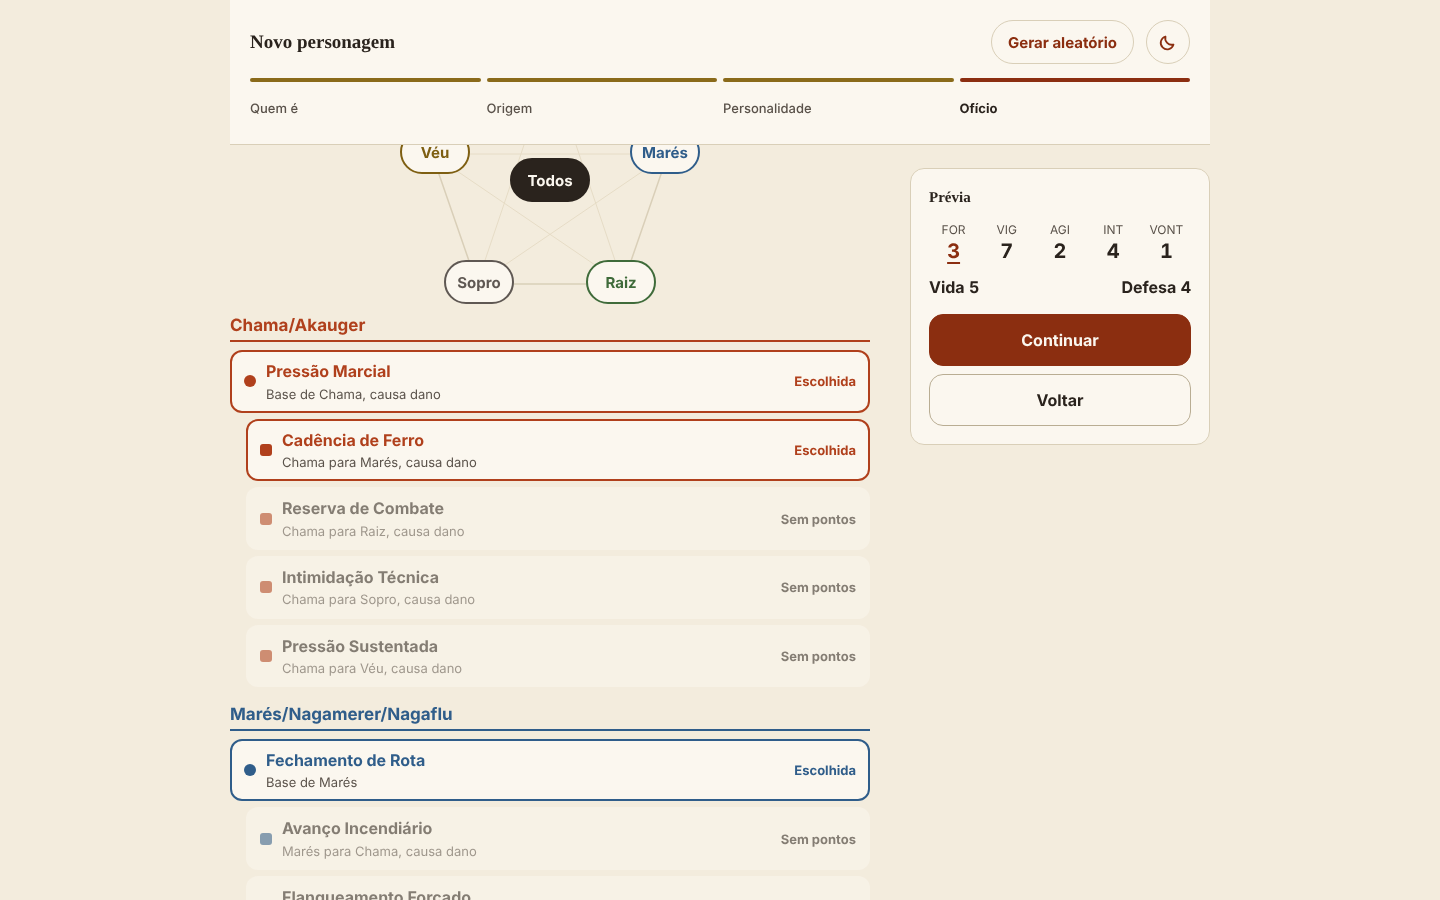 Novo personagem
Gerar aleatório
Quem é
Origem
Personalidade
Ofício
Véu
Marés
Todos
Sopro
Raiz
Chama/Akauger
Pressão Marcial
Base de Chama, causa dano
Escolhida
Cadência de Ferro
Chama para Marés, causa dano
Escolhida
Reserva de Combate
Chama para Raiz, causa dano
Sem pontos
Intimidação Técnica
Chama para Sopro, causa dano
Sem pontos
Pressão Sustentada
Chama para Véu, causa dano
Sem pontos
Marés/Nagamerer/Nagaflu
Fechamento de Rota
Base de Marés
Escolhida
Avanço Incendiário
Marés para Chama, causa dano
Sem pontos
Flanqueamento Forçado
Prévia
FOR VIG AGI INT VONT
3 7 2 4 1
Vida 5 Defesa 4
Continuar
Voltar